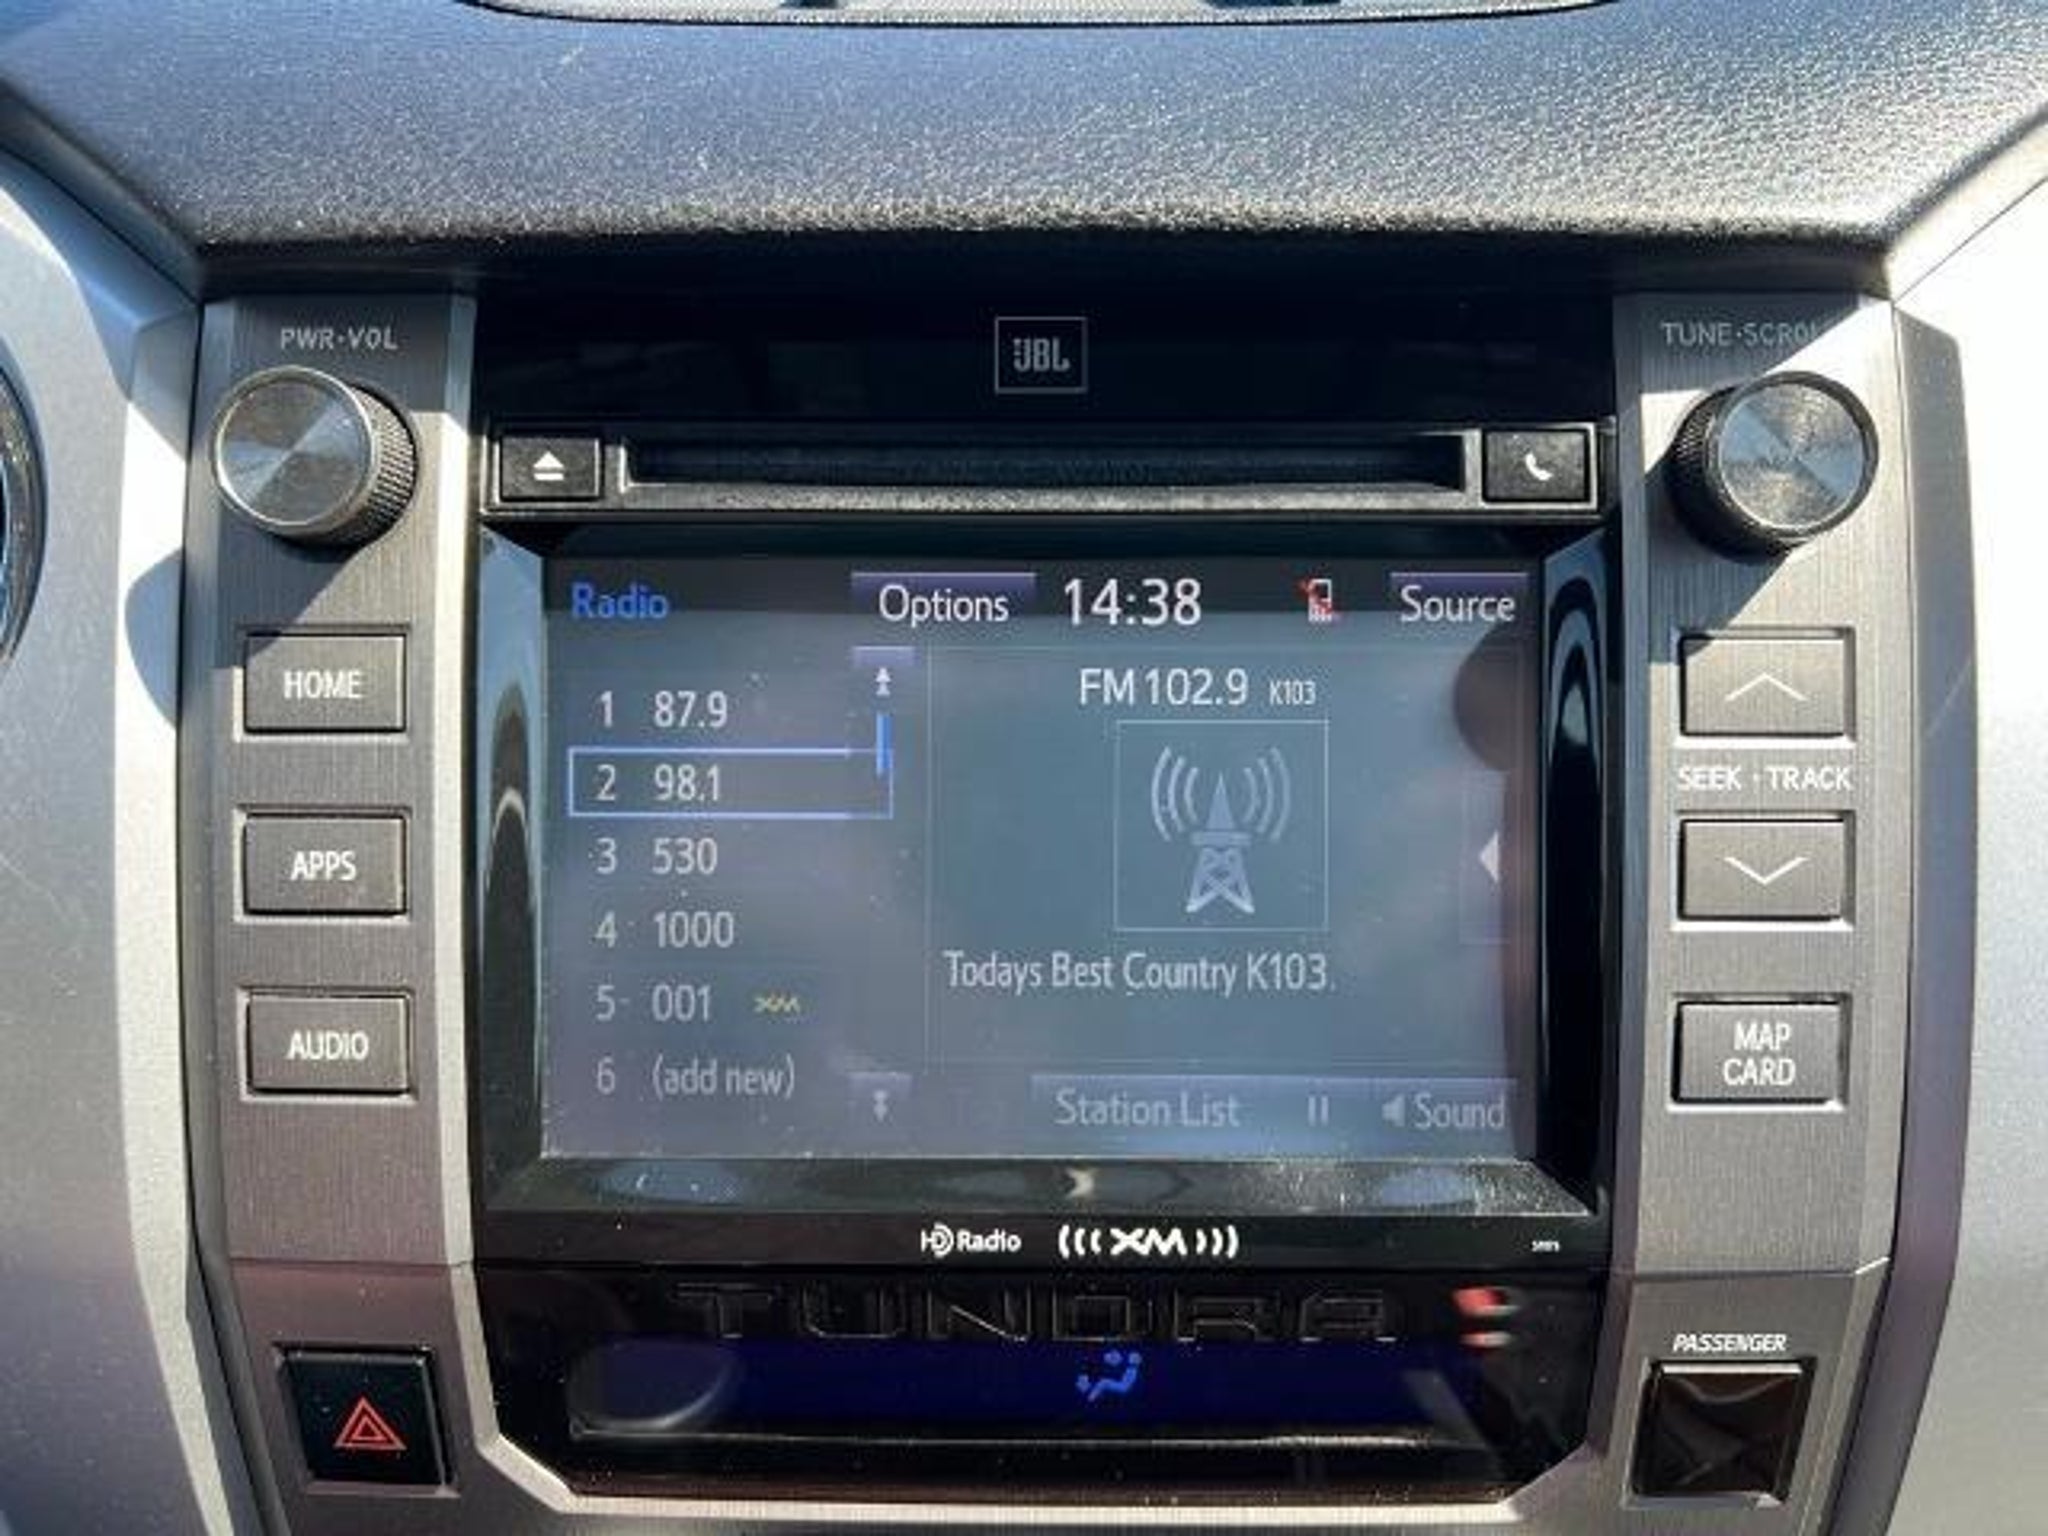 PWR·VOL
JBL
TUNE·SCROL
Radio
Options
14:38
Source
HOME
1 87.9
FM 102.9 K103
2 98.1
SEEK · TRACK
APPS
3 530
4 1000
Todays Best Country K103.
5 001 XM
AUDIO
MAP
CARD
6 (add new)
Station List
Sound
HD Radio
(((XM)))
TUNDRA
PASSENGER